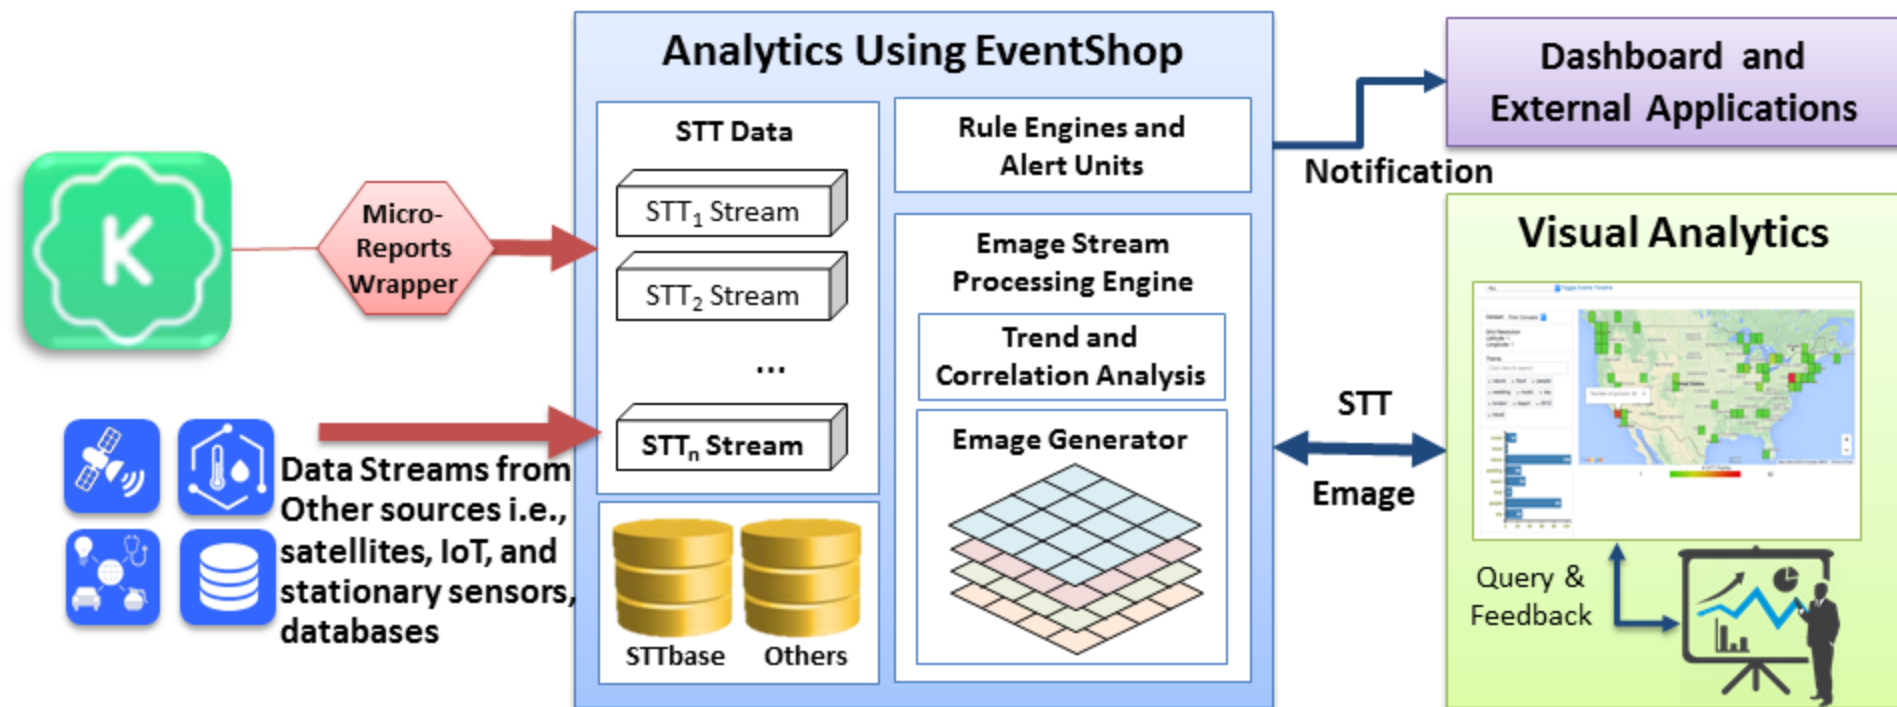 K
Micro-
Reports
Wrapper
Data Streams from
Other sources i.e.,
satellites, IoT, and
stationary sensors,
databases
Analytics Using EventShop
STT Data
STT1 Stream
STT2 Stream
...
STTn Stream
STTbase
Others
Rule Engines and
Alert Units
Emage Stream
Processing Engine
Trend and
Correlation Analysis
Emage Generator
Notification
STT
Emage
Dashboard and
External Applications
Visual Analytics
Query &
Feedback